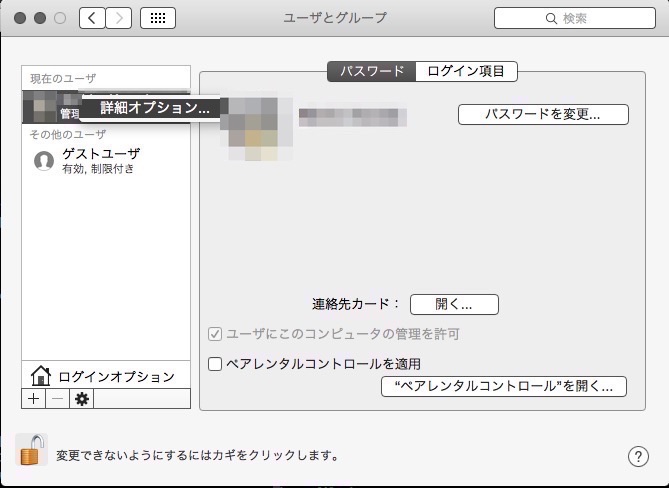 ユーザとグループ
検索
現在のユーザ
管理
詳細オプション...
その他のユーザ
ゲストユーザ
有効, 制限付き
ログインオプション
パスワード
ログイン項目
パスワードを変更...
連絡先カード：
開く...
ユーザにこのコンピュータの管理を許可
ペアレンタルコントロールを適用
“ペアレンタルコントロール”を開く...
変更できないようにするにはカギをクリックします。
?